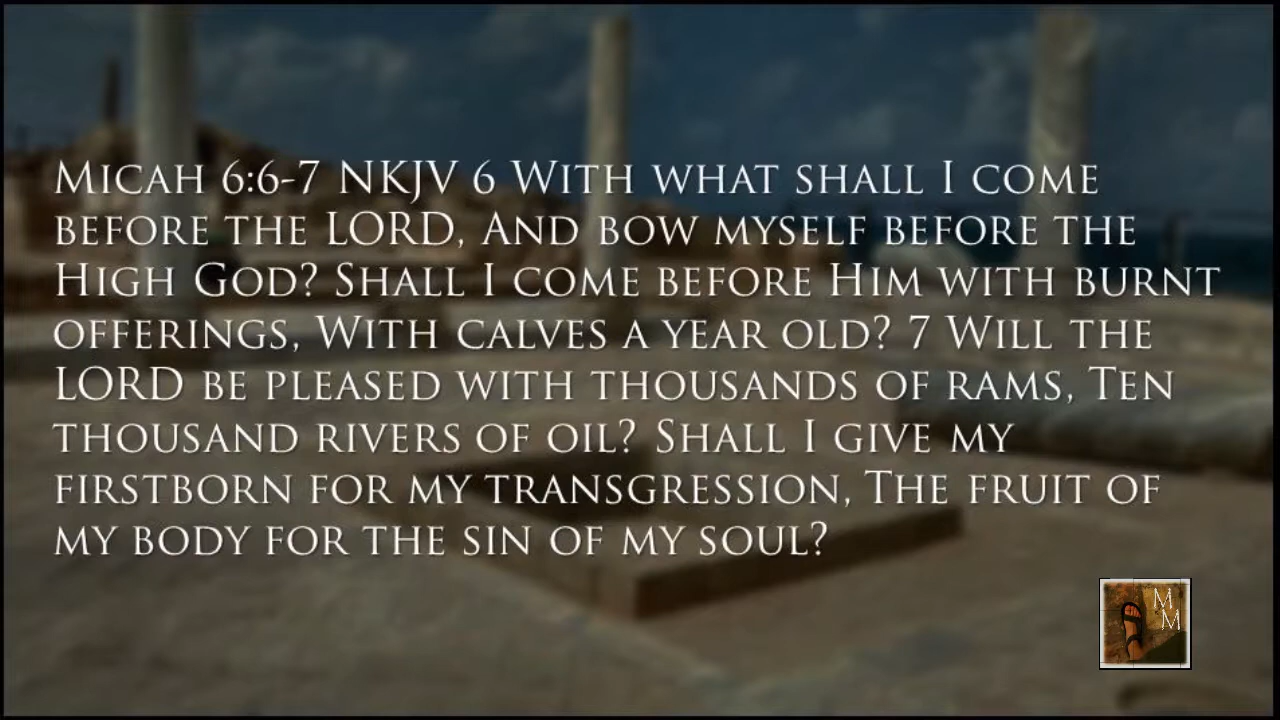 Micah 6:6-7 NKJV 6 With what shall I come
before the LORD, And bow myself before the
High God? Shall I come before Him with burnt
offerings, With calves a year old? 7 Will the
LORD be pleased with thousands of rams, Ten
thousand rivers of oil? Shall I give my
firstborn for my transgression, The fruit of
my body for the sin of my soul?
M
M